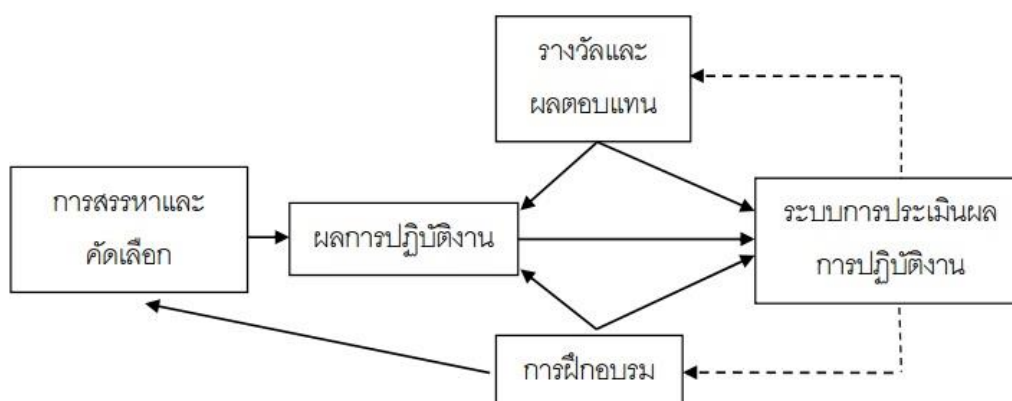 รางวัลและ
ผลตอบแทน
การสรรหาและ
คัดเลือก
ผลการปฏิบัติงาน
ระบบการประเมินผล
การปฏิบัติงาน
การฝึกอบรม